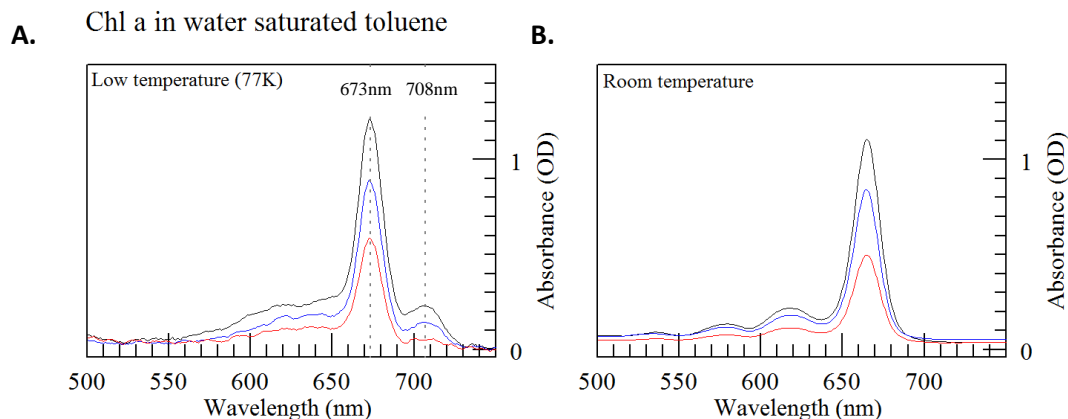 Chl a in water saturated toluene
A.
B.
Low temperature (77K)
673nm 708nm
Room temperature
1
0
Absorbance (OD)
500 550 600 650 700
Wavelength (nm)
1
0
Absorbance (OD)
500 550 600 650 700
Wavelength (nm)